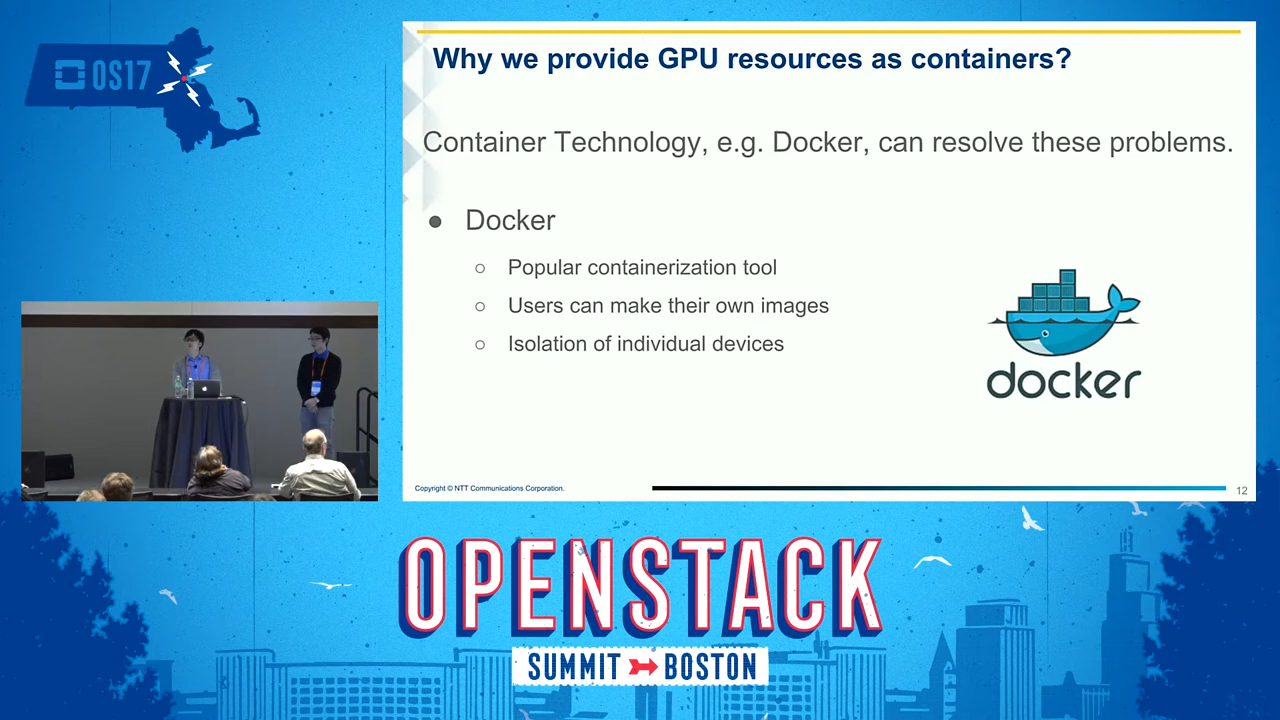 OS17
Why we provide GPU resources as containers?
Container Technology, e.g. Docker, can resolve these problems.
● Docker
○ Popular containerization tool
○ Users can make their own images
○ Isolation of individual devices
docker
Copyright © NTT Communications Corporation.
12
OPENSTACK
SUMMIT BOSTON